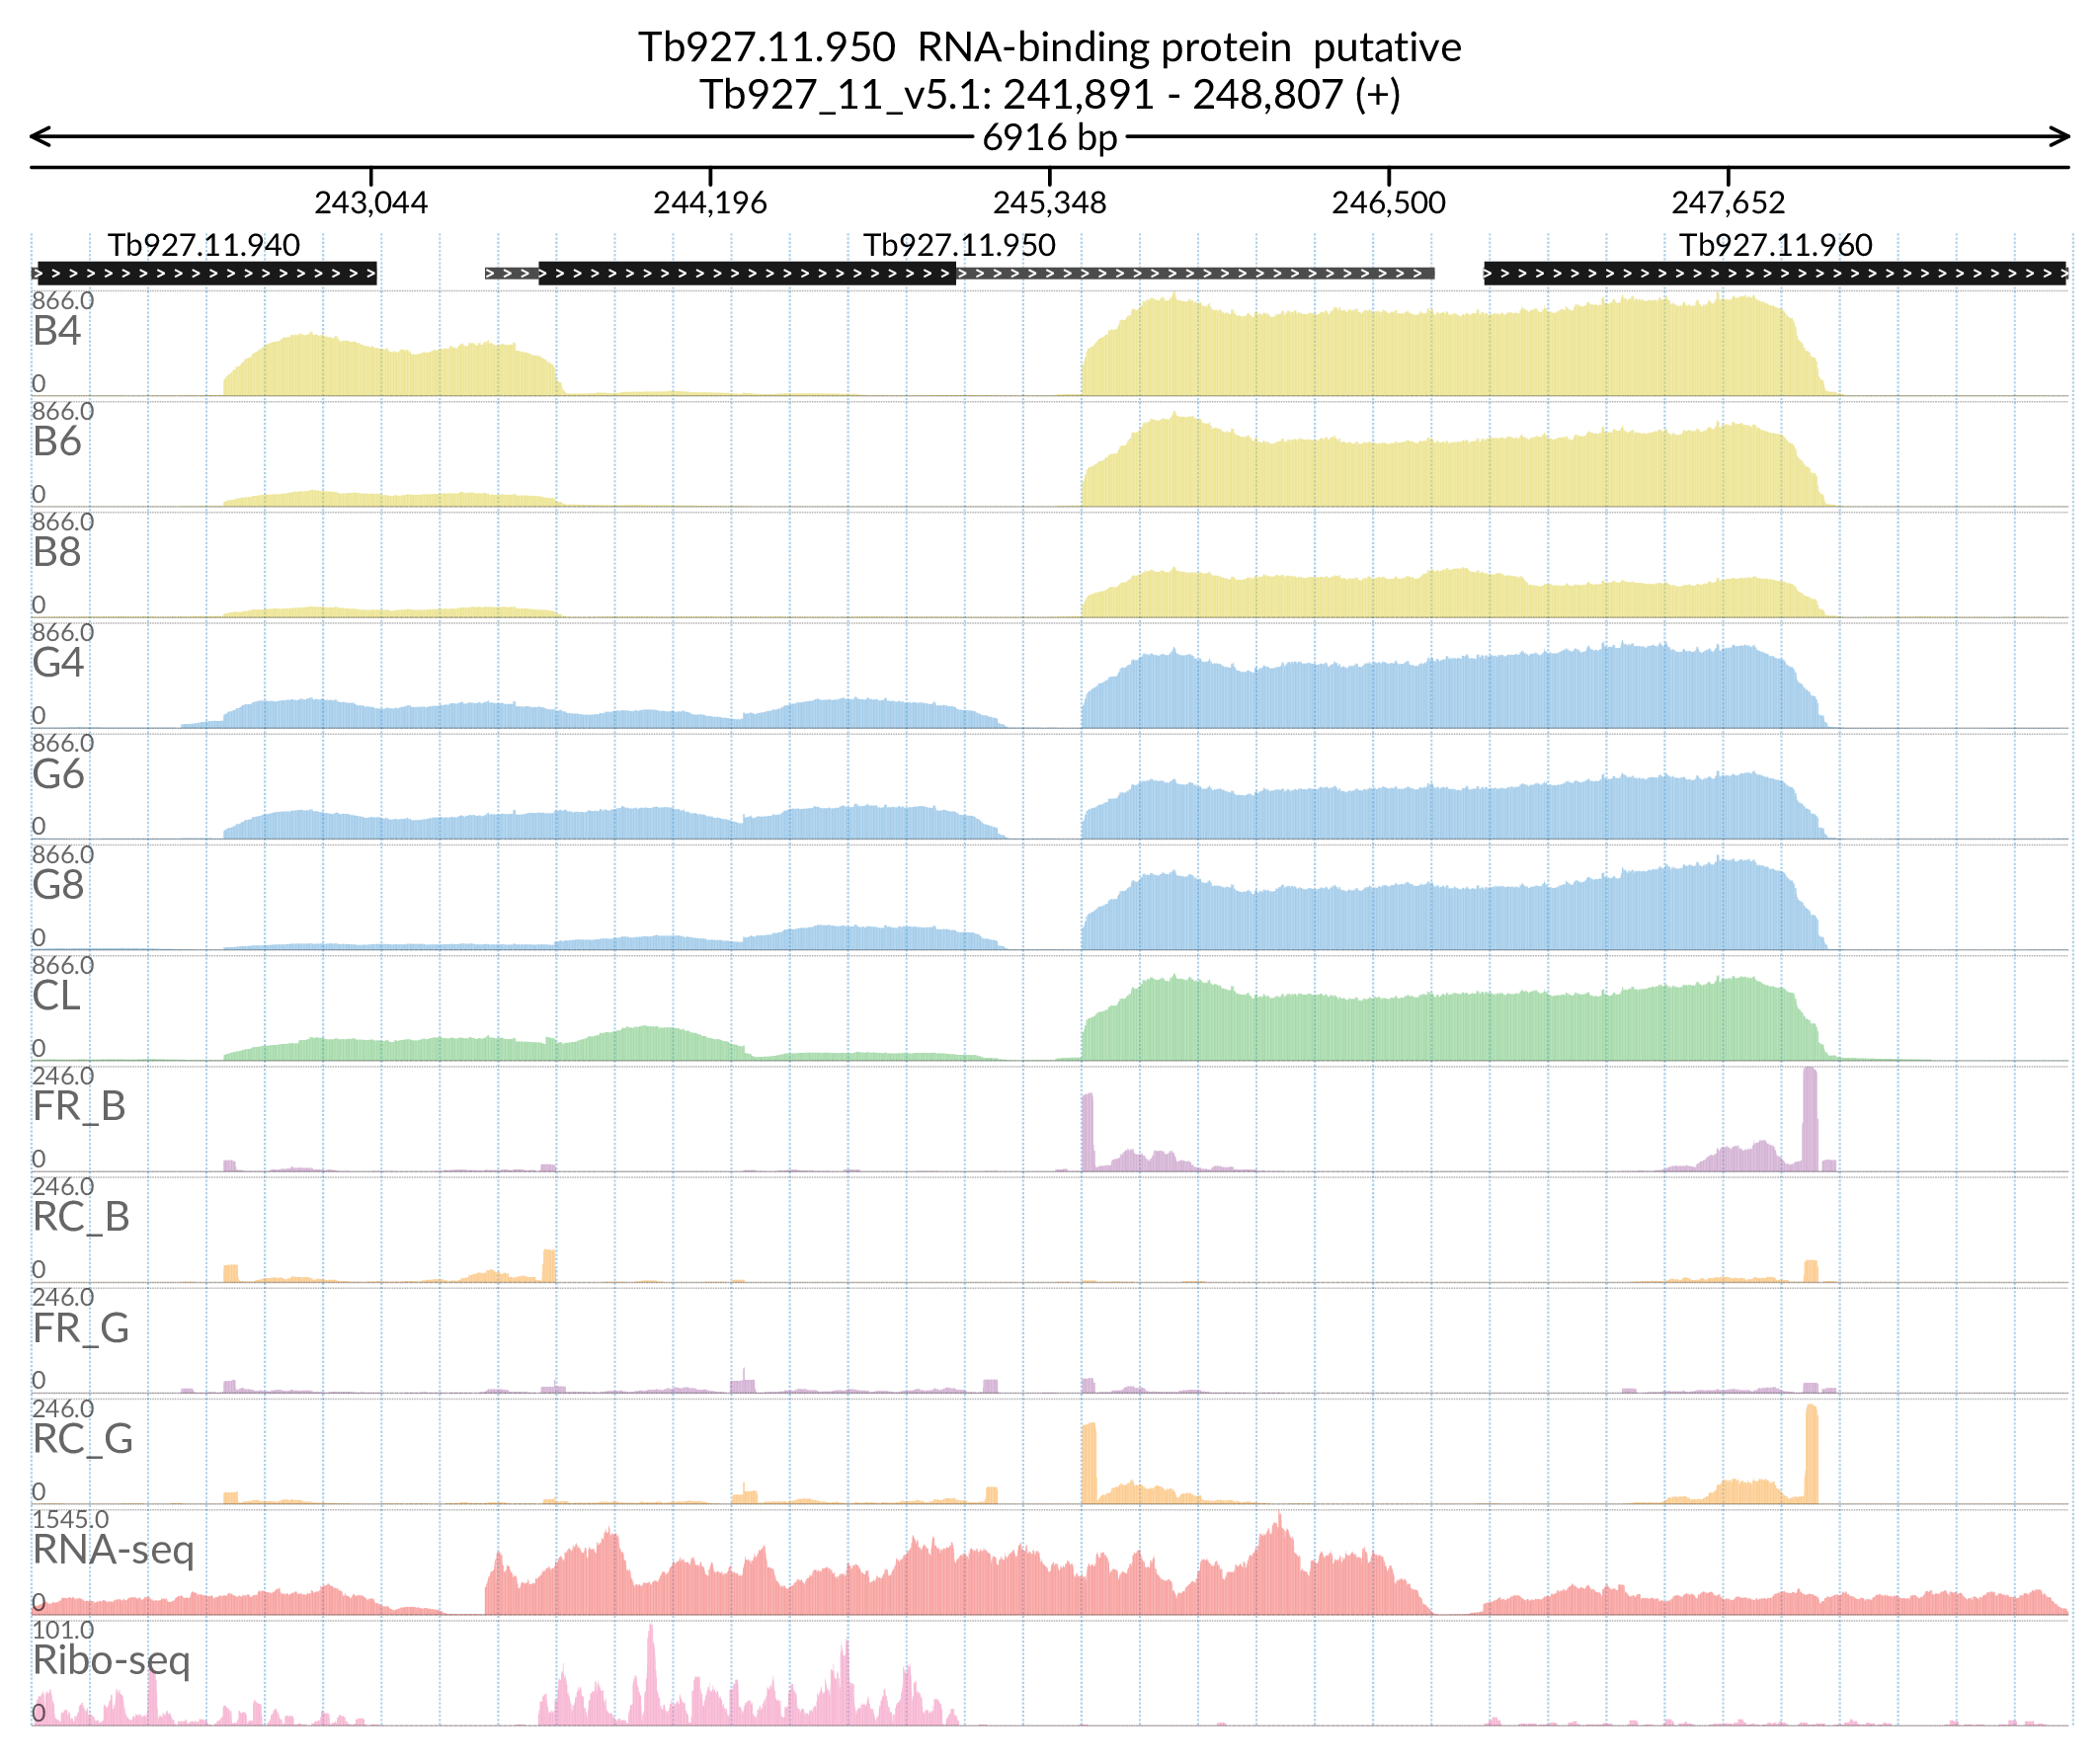 Tb927.11.950  RNA-binding protein  putative
Tb927_11_v5.1: 241,891 - 248,807 (+)
6916 bp
243,044 244,196 245,348 246,500 247,652
Tb927.11.940 Tb927.11.950 Tb927.11.960
866.0
B4
0
866.0
B6
0
866.0
B8
0
866.0
G4
0
866.0
G6
0
866.0
G8
0
866.0
CL
0
246.0
FR_B
0
246.0
RC_B
0
246.0
FR_G
0
246.0
RC_G
0
1545.0
RNA-seq
0
101.0
Ribo-seq
0